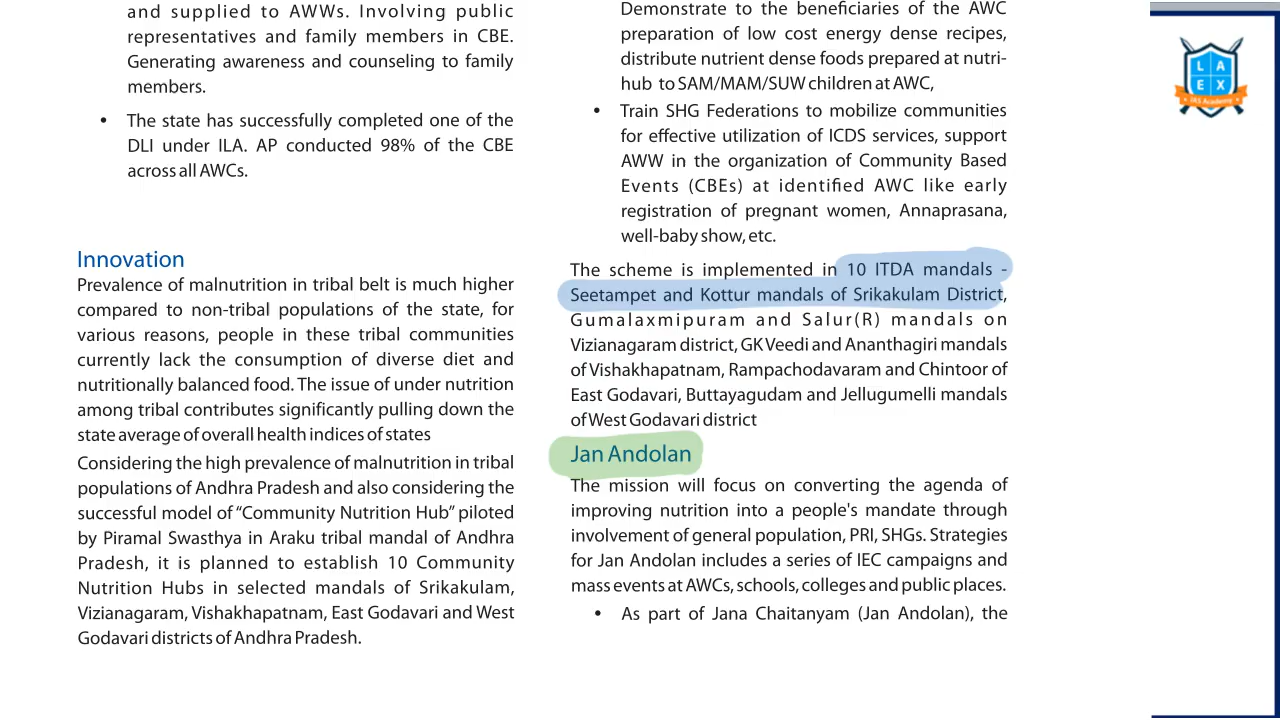 and supplied to AWWs. Involving public
representatives and family members in CBE.
Generating awareness and counseling to family
members.
• The state has successfully completed one of the
DLI under ILA. AP conducted 98% of the CBE
across all AWCs.
Innovation
Prevalence of malnutrition in tribal belt is much higher
compared to non-tribal populations of the state, for
various reasons, people in these tribal communities
currently lack the consumption of diverse diet and
nutritionally balanced food. The issue of under nutrition
among tribal contributes significantly pulling down the
state average of overall health indices of states
Considering the high prevalence of malnutrition in tribal
populations of Andhra Pradesh and also considering the
successful model of “Community Nutrition Hub” piloted
by Piramal Swasthya in Araku tribal mandal of Andhra
Pradesh, it is planned to establish 10 Community
Nutrition Hubs in selected mandals of Srikakulam,
Vizianagaram, Vishakhapatnam, East Godavari and West
Godavari districts of Andhra Pradesh.
Demonstrate to the beneficiaries of the AWC
preparation of low cost energy dense recipes,
distribute nutrient dense foods prepared at nutri-
hub to SAM/MAM/SUW children at AWC,
• Train SHG Federations to mobilize communities
for effective utilization of ICDS services, support
AWW in the organization of Community Based
Events (CBEs) at identified AWC like early
registration of pregnant women, Annaprasana,
well-baby show, etc.
The scheme is implemented in 10 ITDA mandals -
Seetampet and Kottur mandals of Srikakulam District,
Gumalaxmipuram and Salur(R) mandals on
Vizianagaram district, GK Veedi and Ananthagiri mandals
of Vishakhapatnam, Rampachodavaram and Chintoor of
East Godavari, Buttayagudam and Jellugumelli mandals
of West Godavari district
Jan Andolan
The mission will focus on converting the agenda of
improving nutrition into a people's mandate through
involvement of general population, PRI, SHGs. Strategies
for Jan Andolan includes a series of IEC campaigns and
mass events at AWCs, schools, colleges and public places.
• As part of Jana Chaitanyam (Jan Andolan), the
L A
E X
IAS Academy